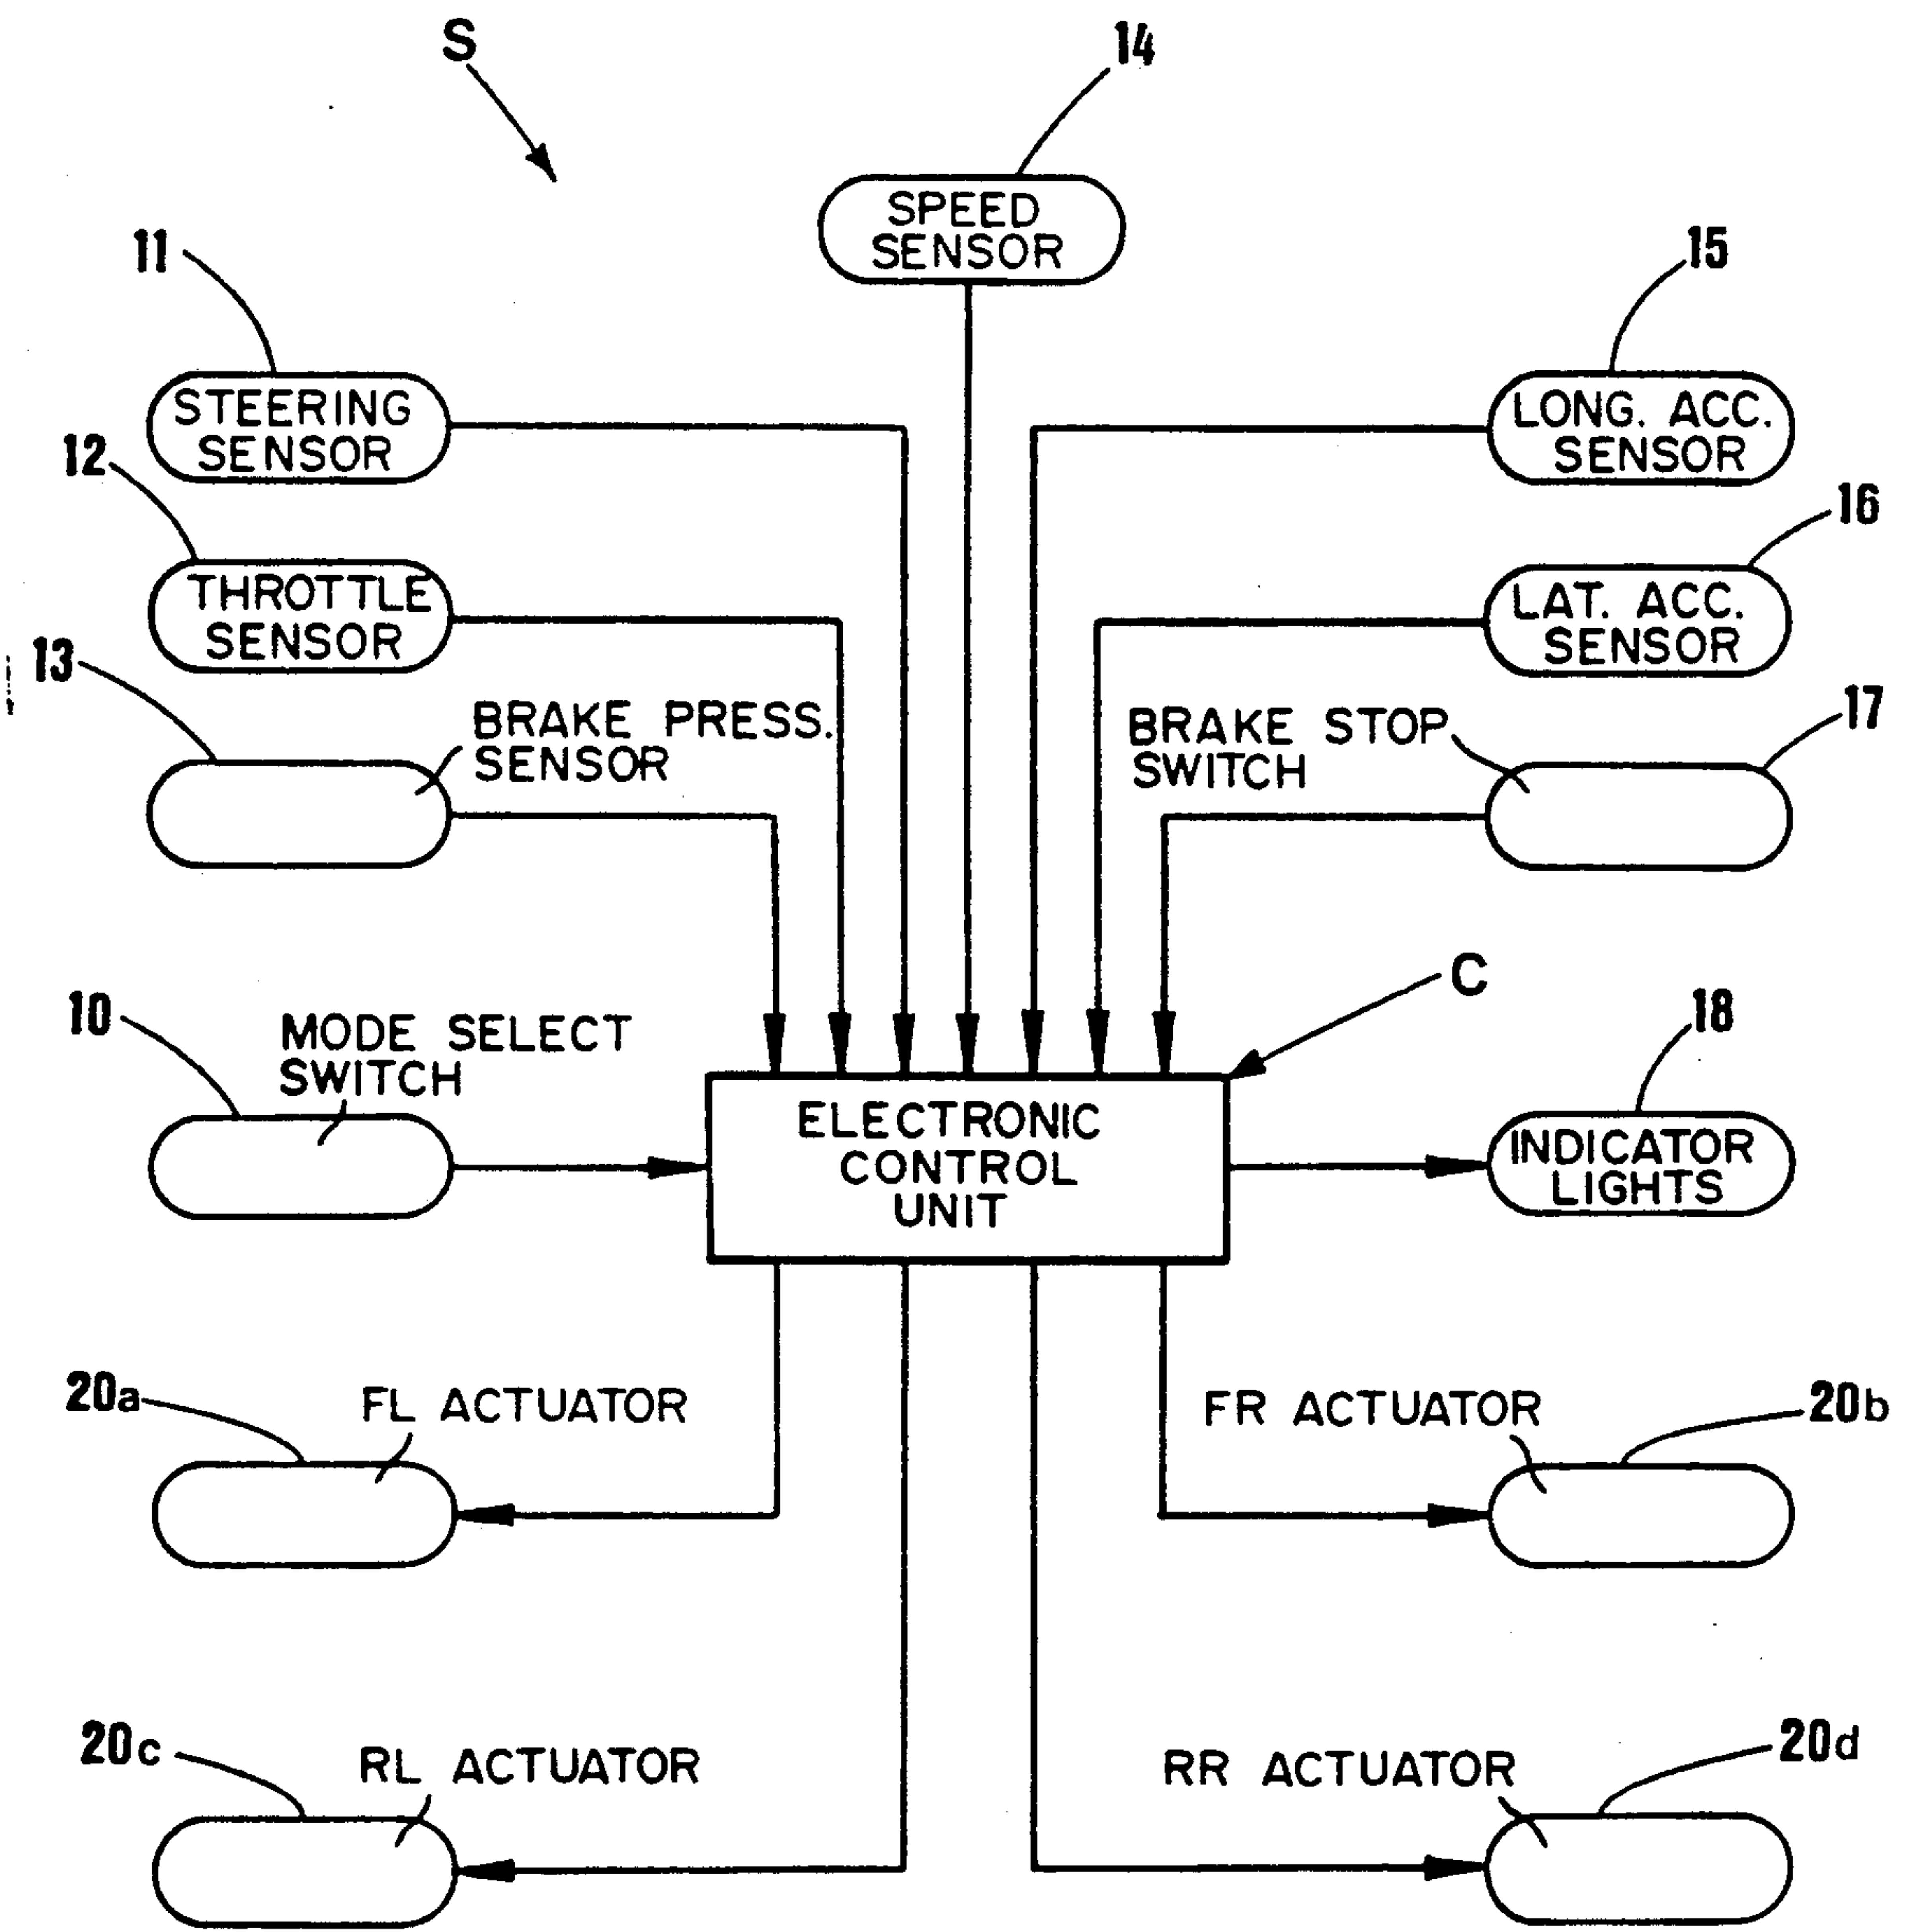 S
14
SPEED
SENSOR
11
15
STEERING
SENSOR
LONG. ACC.
SENSOR
12
16
THROTTLE
SENSOR
LAT. ACC.
SENSOR
13
17
BRAKE PRESS.
SENSOR
BRAKE STOP
SWITCH
C
10
18
MODE SELECT
SWITCH
ELECTRONIC
CONTROL
UNIT
INDICATOR
LIGHTS
20a
FL ACTUATOR
FR ACTUATOR
20b
20c
RL ACTUATOR
RR ACTUATOR
20d